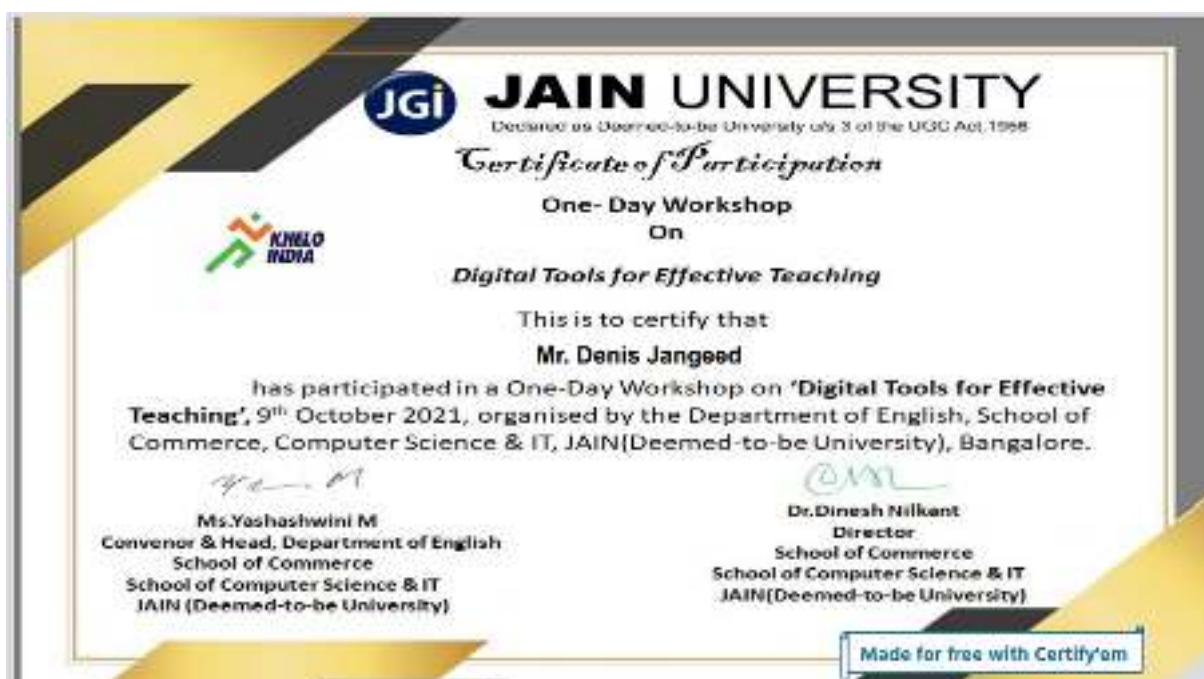 JGi
JAIN UNIVERSITY
Declared as Deemed-to-be University u/s 3 of the UGC Act, 1956
Certificate of Participation
KHELO
INDIA
One- Day Workshop
On
Digital Tools for Effective Teaching
This is to certify that
Mr. Denis Jangeed
has participated in a One-Day Workshop on ‘Digital Tools for Effective
Teaching’, 9th October 2021, organised by the Department of English, School of
Commerce, Computer Science & IT, JAIN(Deemed-to-be University), Bangalore.
Ms.Yashashwini M
Convenor & Head, Department of English
School of Commerce
School of Computer Science & IT
JAIN (Deemed-to-be University)
Dr.Dinesh Nilkant
Director
School of Commerce
School of Computer Science & IT
JAIN(Deemed-to-be University)
Made for free with Certify'em